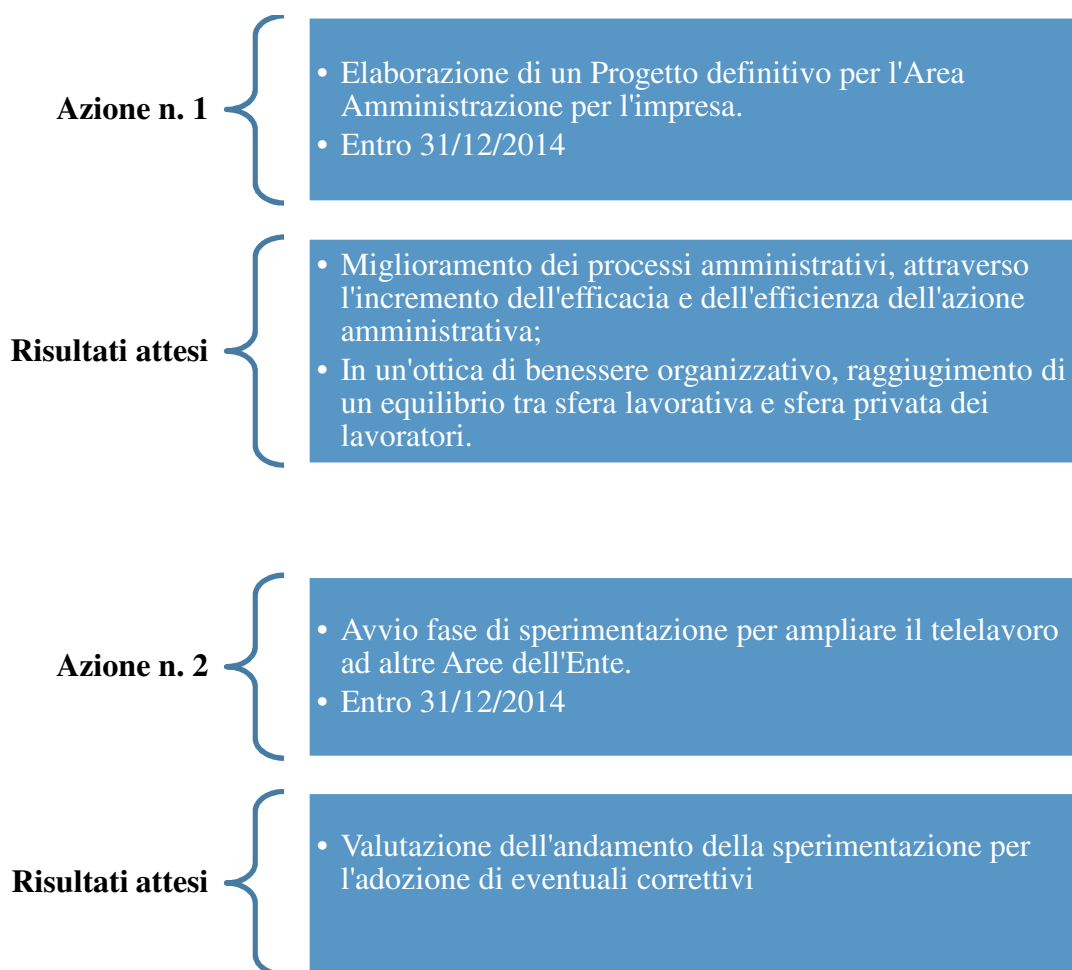 Azione n. 1
• Elaborazione di un Progetto definitivo per l'Area
Amministrazione per l'impresa.
• Entro 31/12/2014
Risultati attesi
• Miglioramento dei processi amministrativi, attraverso
l'incremento dell'efficacia e dell'efficienza dell'azione
amministrativa;
• In un'ottica di benessere organizzativo, raggiugimento di
un equilibrio tra sfera lavorativa e sfera privata dei
lavoratori.
Azione n. 2
• Avvio fase di sperimentazione per ampliare il telelavoro
ad altre Aree dell'Ente.
• Entro 31/12/2014
Risultati attesi
• Valutazione dell'andamento della sperimentazione per
l'adozione di eventuali correttivi